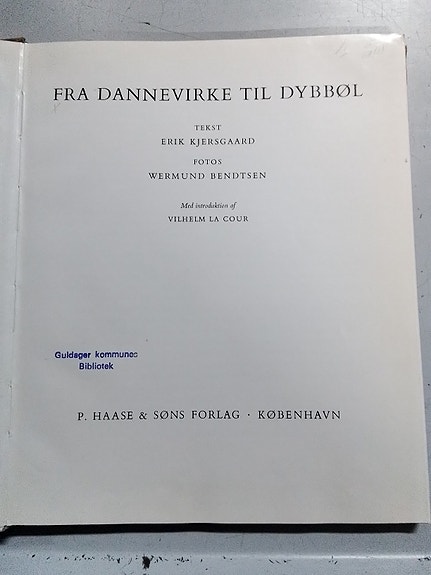 FRA DANNEVIRKE TIL DYBBØL
TEKST
ERIK KJERSGAARD
FOTOS
WERMUND BENDTSEN
Med introduktion af
VILHELM LA COUR
Guldager kommunes
Bibliotek
P. HAASE & SØNS FORLAG · KØBENHAVN